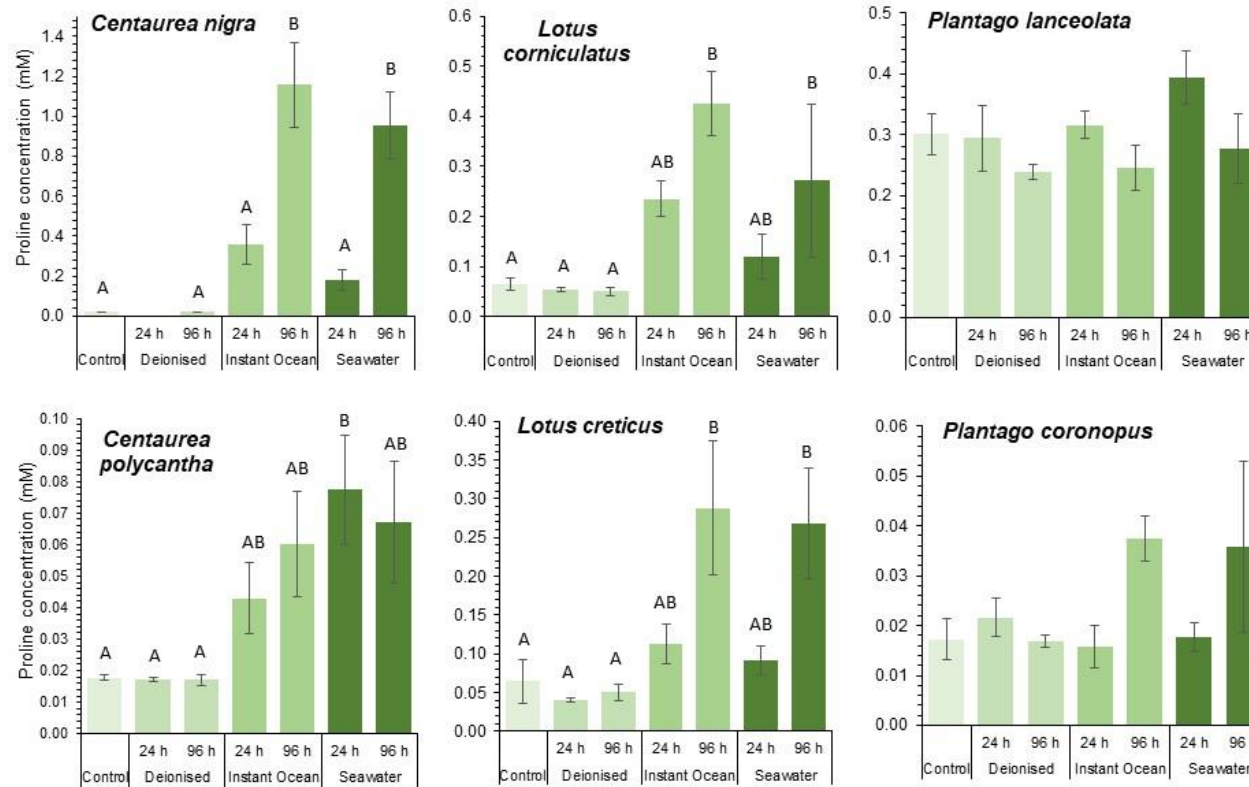 Centaurea nigra
Proline concentration (mM)
1.4
1.2
1.0
0.8
0.6
0.4
0.2
0.0
A
A
A
B
A
B
24 h 96 h 24 h 96 h 24 h 96 h
Control Deionised Instant Ocean Seawater
Lotus
corniculatus
0.6
0.5
0.4
0.3
0.2
0.1
0.0
A
A
A
AB
B
AB
B
24 h 96 h 24 h 96 h 24 h 96 h
Control Deionised Instant Ocean Seawater
Plantago lanceolata
0.5
0.4
0.3
0.2
0.1
0.0
24 h 96 h 24 h 96 h 24 h 96 h
Control Deionised Instant Ocean Seawater
Centaurea
polycantha
Proline concentration (mM)
0.10
0.09
0.08
0.07
0.06
0.05
0.04
0.03
0.02
0.01
0.00
A
A
A
AB
AB
B
AB
24 h 96 h 24 h 96 h 24 h 96 h
Control Deionised Instant Ocean Seawater
Lotus creticus
0.40
0.35
0.30
0.25
0.20
0.15
0.10
0.05
0.00
A
A
A
AB
B
AB
B
24 h 96 h 24 h 96 h 24 h 96 h
Control Deionised Instant Ocean Seawater
Plantago coronopus
0.06
0.05
0.04
0.03
0.02
0.01
0.00
24 h 96 h 24 h 96 h 24 h 96
Control Deionised Instant Ocean Seawater